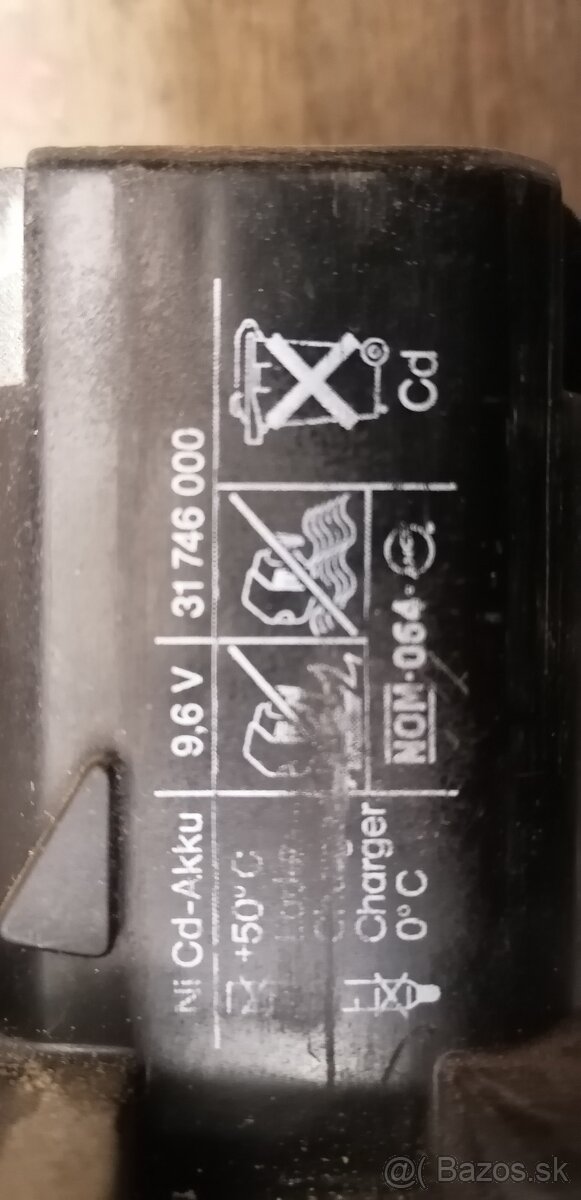 Ni Cd-Akku 9,6 V 31 746 000
+50°C
Charger
0°C
NOM-064-
Cd
@( Bazos.sk